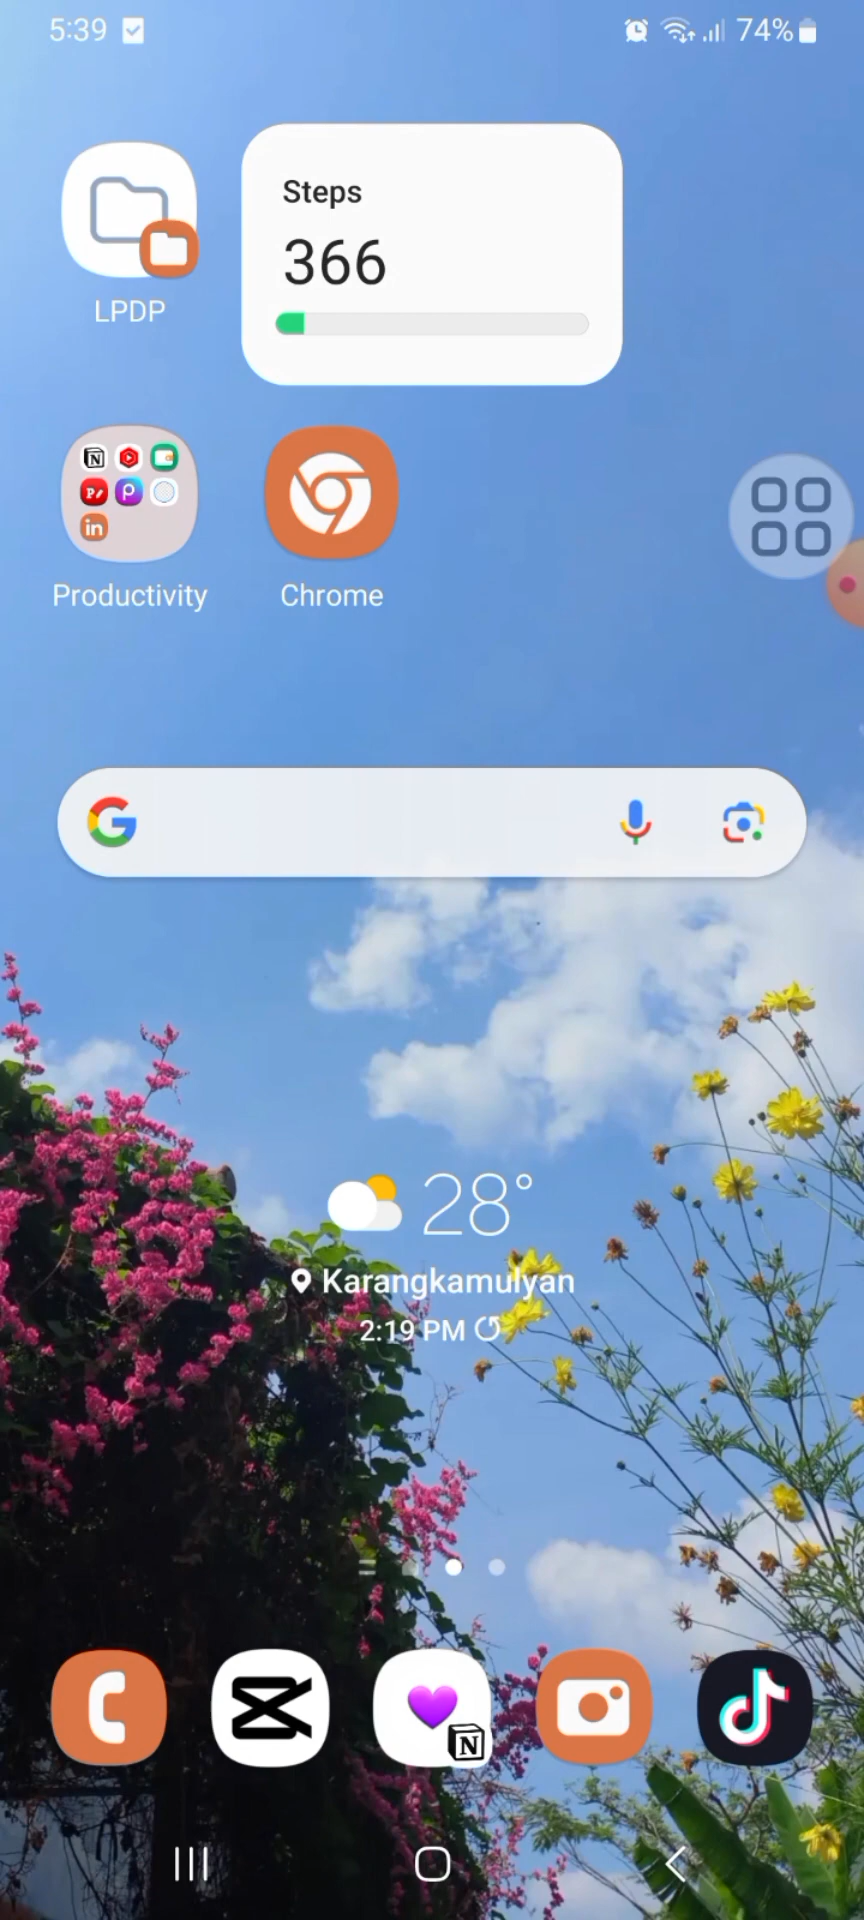 5:39
74%
Steps
366
LPDP
Productivity
Chrome
28°
Karangkamulyan
2:19 PM